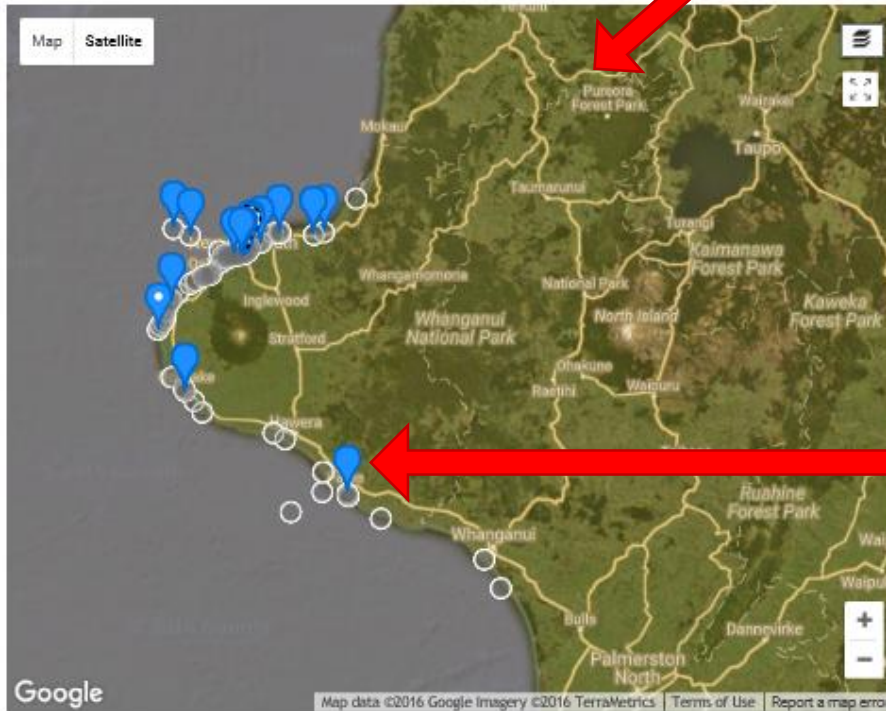 Te Kuiti
Map Satellite
Pureora
Forest Park
Wairakei
Mokau
Taupo
Taumarunui
Turangi
Kaimanawa
Forest Park
Whangamomona
National Park
Kaweka
Forest Park
Inglewood
Whanganui
National Park
North Island
Stratford
Ohakune
Raetihi
Waiouru
Hawera
Ruahine
Forest Park
Whanganui
Bulls
Dannevirke
Palmerston
North
Google
Map data ©2016 Google Imagery ©2016 TerraMetrics Terms of Use Report a map erro